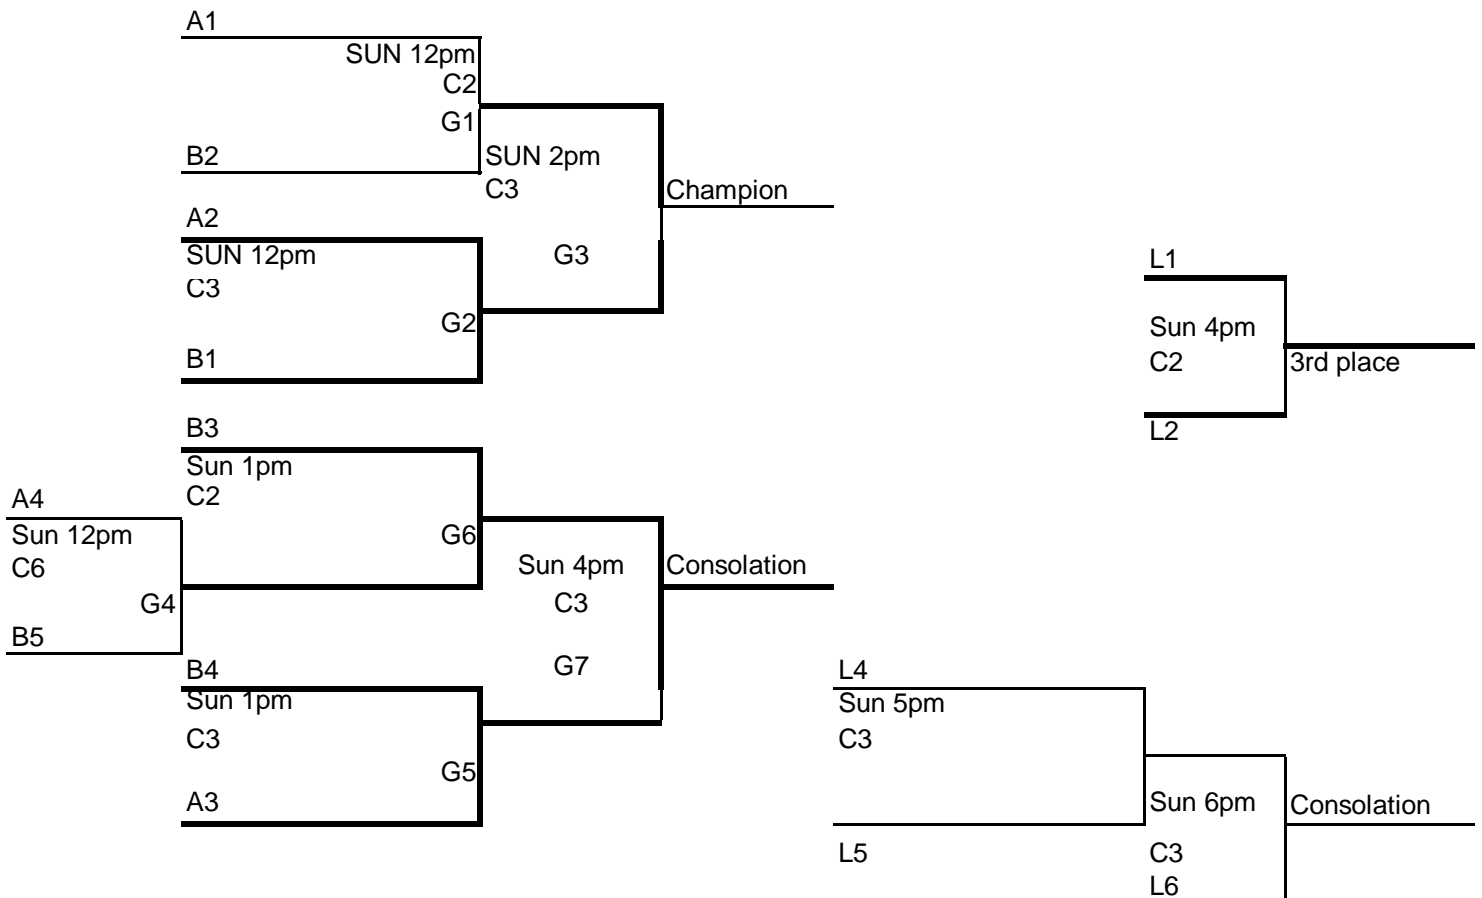 A1
SUN 12pm
C2
G1
B2
SUN 2pm
C3
Champion
A2
SUN 12pm
G3
C3
L1
G2
Sun 4pm
B1
C2
3rd place
B3
L2
Sun 1pm
C2
A4
Sun 12pm
G6
C6
Sun 4pm
Consolation
G4
C3
B5
G7
B4
L4
Sun 1pm
Sun 5pm
C3
C3
G5
A3
Sun 6pm
Consolation
L5
C3
L6